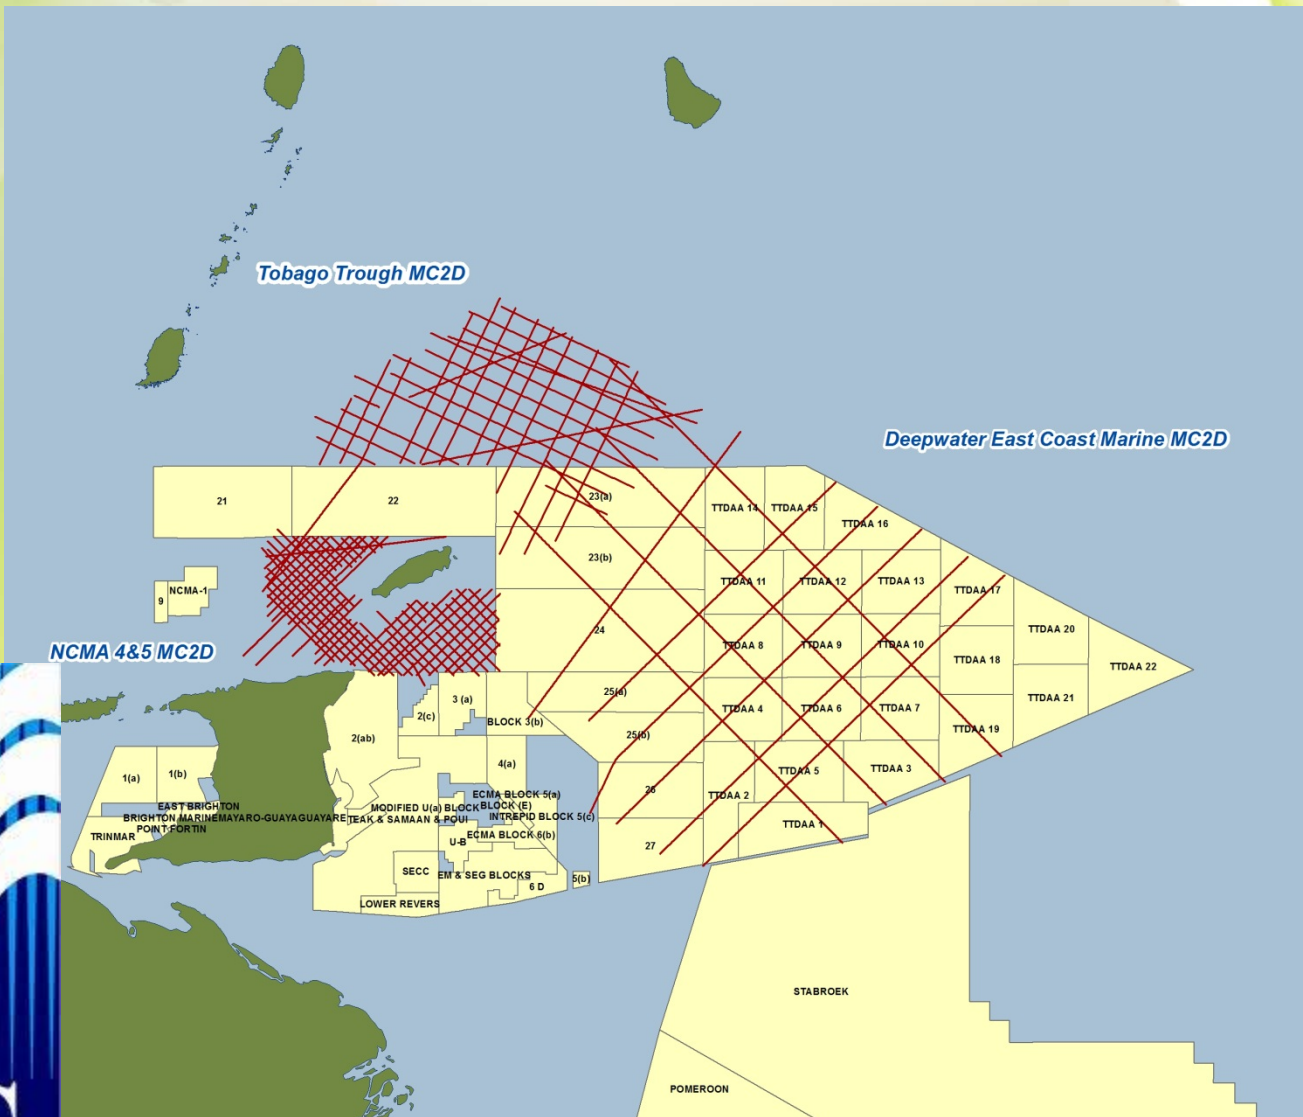 Tobago Trough MC2D
Deepwater East Coast Marine MC2D
21
22
23(a)
TTDAA 14
TTDAA 15
TTDAA 16
23(b)
TTDAA 11
TTDAA 12
TTDAA 13
TTDAA 17
9
NCMA-1
24
TTDAA 8
TTDAA 9
TTDAA 10
TTDAA 20
NCMA 4&5 MC2D
TTDAA 18
TTDAA 22
25(a)
3 (a)
TTDAA 21
2(c)
BLOCK 3(b)
TTDAA 4
TTDAA 6
TTDAA 7
2(ab)
25(b)
TTDAA 19
4(a)
1(a)
1(b)
TTDAA 5
TTDAA 3
26
TTDAA 2
ECMA BLOCK 5(a)
EAST BRIGHTON
MODIFIED U(a) BLOCK
BLOCK (E)
BRIGHTON MARINE
MAYARO-GUAYAGUAYARE
TEAK & SAMAAN & POUI
INTREPID BLOCK 5(c)
TTDAA 1
POINT FORTIN
TRINMAR
U-B
ECMA BLOCK 6(b)
27
SECC
EM & SEG BLOCKS
5(b)
6 D
LOWER REVERS
STABROEK
POMEROON